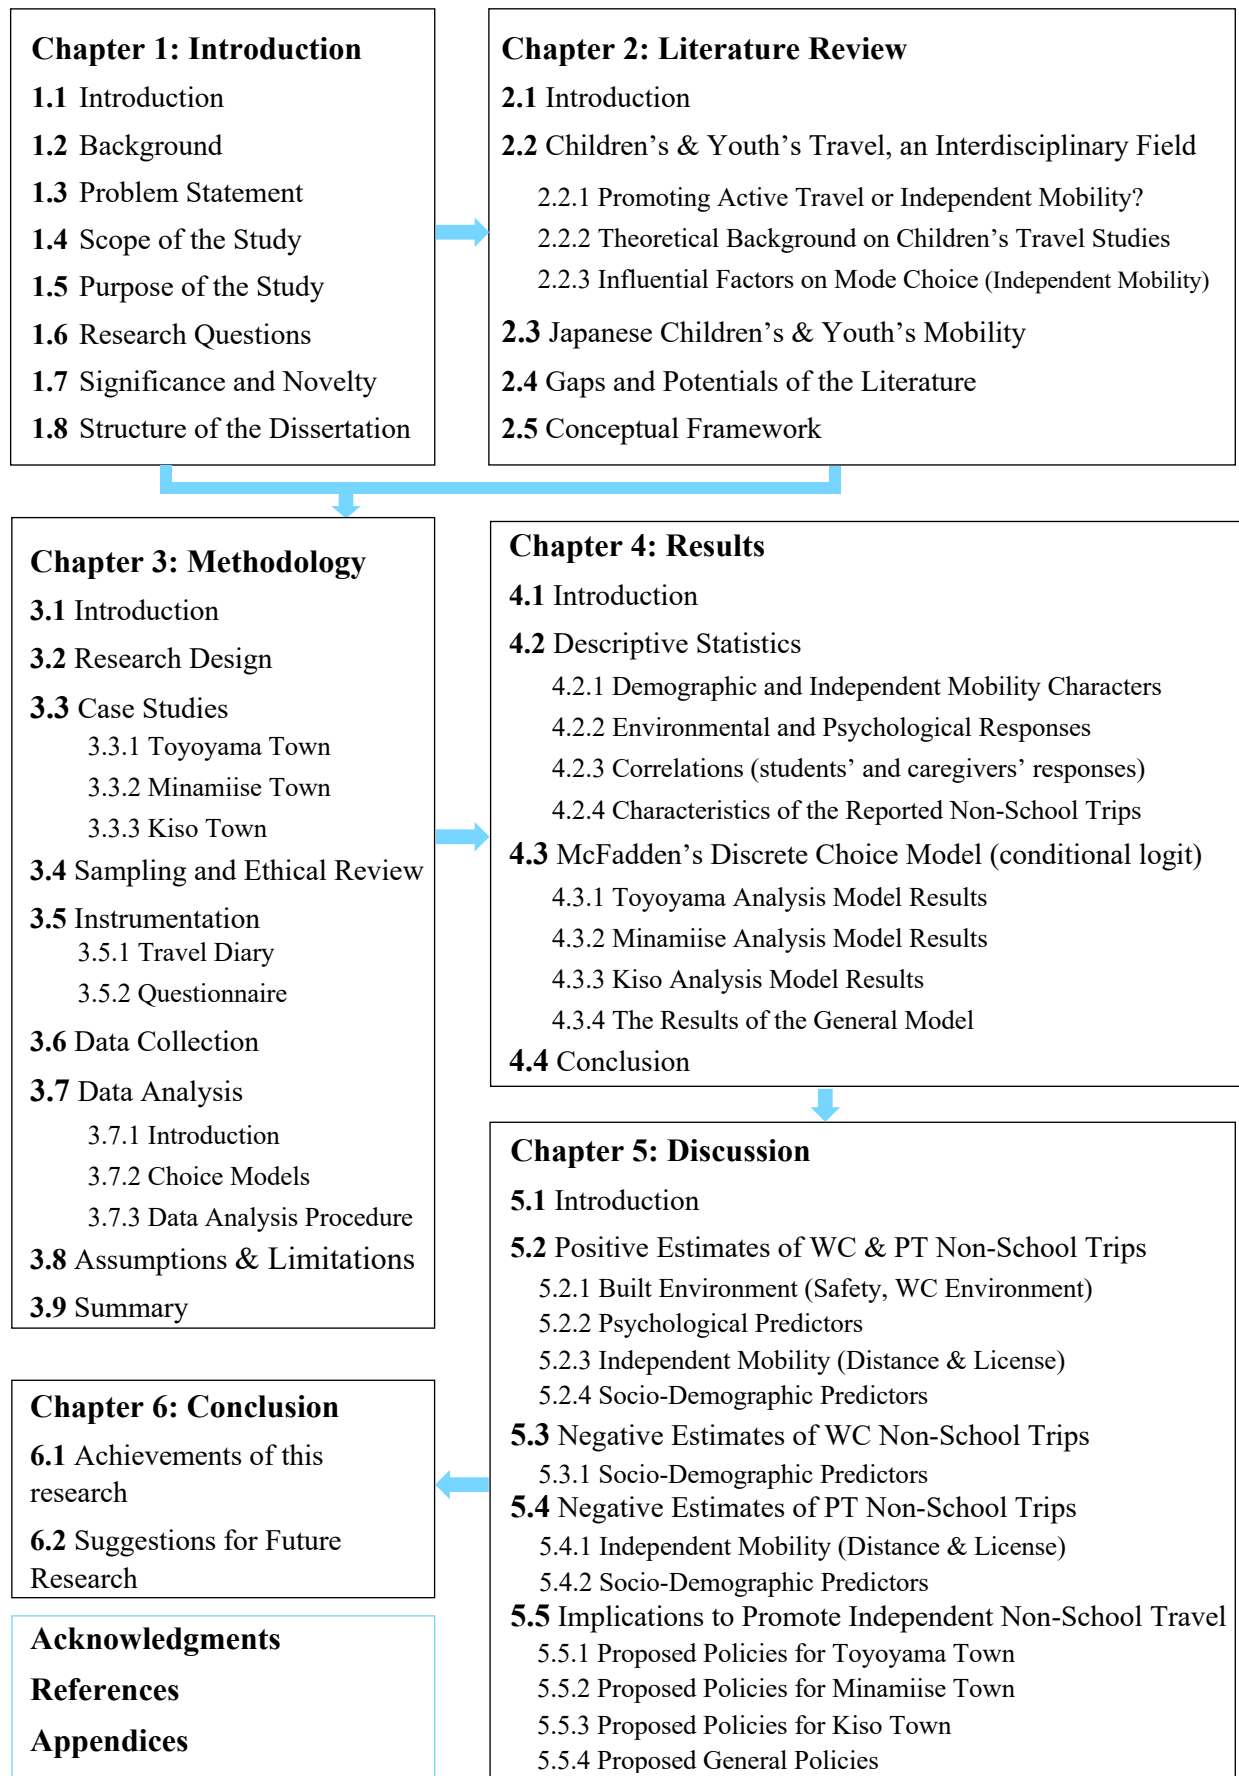 Chapter 1: Introduction
1.1 Introduction
1.2 Background
1.3 Problem Statement
1.4 Scope of the Study
1.5 Purpose of the Study
1.6 Research Questions
1.7 Significance and Novelty
1.8 Structure of the Dissertation
Chapter 2: Literature Review
2.1 Introduction
2.2 Children’s & Youth’s Travel, an Interdisciplinary Field
2.2.1 Promoting Active Travel or Independent Mobility?
2.2.2 Theoretical Background on Children’s Travel Studies
2.2.3 Influential Factors on Mode Choice (Independent Mobility)
2.3 Japanese Children’s & Youth’s Mobility
2.4 Gaps and Potentials of the Literature
2.5 Conceptual Framework
Chapter 3: Methodology
3.1 Introduction
3.2 Research Design
3.3 Case Studies
3.3.1 Toyoyama Town
3.3.2 Minamiise Town
3.3.3 Kiso Town
3.4 Sampling and Ethical Review
3.5 Instrumentation
3.5.1 Travel Diary
3.5.2 Questionnaire
3.6 Data Collection
3.7 Data Analysis
3.7.1 Introduction
3.7.2 Choice Models
3.7.3 Data Analysis Procedure
3.8 Assumptions & Limitations
3.9 Summary
Chapter 4: Results
4.1 Introduction
4.2 Descriptive Statistics
4.2.1 Demographic and Independent Mobility Characters
4.2.2 Environmental and Psychological Responses
4.2.3 Correlations (students’ and caregivers’ responses)
4.2.4 Characteristics of the Reported Non-School Trips
4.3 McFadden’s Discrete Choice Model (conditional logit)
4.3.1 Toyoyama Analysis Model Results
4.3.2 Minamiise Analysis Model Results
4.3.3 Kiso Analysis Model Results
4.3.4 The Results of the General Model
4.4 Conclusion
Chapter 5: Discussion
5.1 Introduction
5.2 Positive Estimates of WC & PT Non-School Trips
5.2.1 Built Environment (Safety, WC Environment)
5.2.2 Psychological Predictors
5.2.3 Independent Mobility (Distance & License)
5.2.4 Socio-Demographic Predictors
5.3 Negative Estimates of WC Non-School Trips
5.3.1 Socio-Demographic Predictors
5.4 Negative Estimates of PT Non-School Trips
5.4.1 Independent Mobility (Distance & License)
5.4.2 Socio-Demographic Predictors
5.5 Implications to Promote Independent Non-School Travel
5.5.1 Proposed Policies for Toyoyama Town
5.5.2 Proposed Policies for Minamiise Town
5.5.3 Proposed Policies for Kiso Town
5.5.4 Proposed General Policies
Chapter 6: Conclusion
6.1 Achievements of this
research
6.2 Suggestions for Future
Research
Acknowledgments
References
Appendices